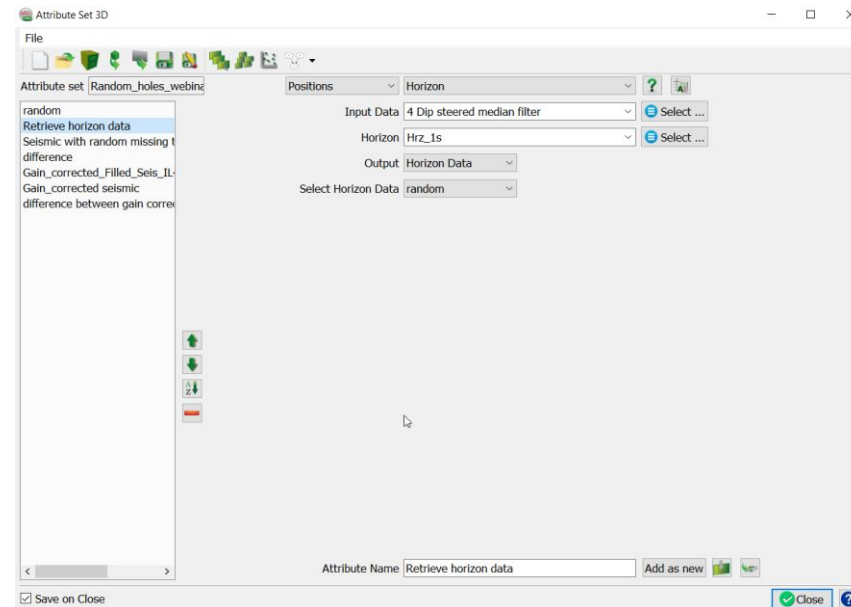 Attribute Set 3D
File
Attribute set Random_holes_webina
Positions Horizon ?
random
Retrieve horizon data
Seismic with random missing t
difference
Gain_corrected_Filled_Seis_IL-
Gain_corrected seismic
difference between gain correc
Input Data 4 Dip steered median filter Select ...
Horizon Hrz_1s Select ...
Output Horizon Data
Select Horizon Data random
Attribute Name Retrieve horizon data Add as new
Save on Close Close ?